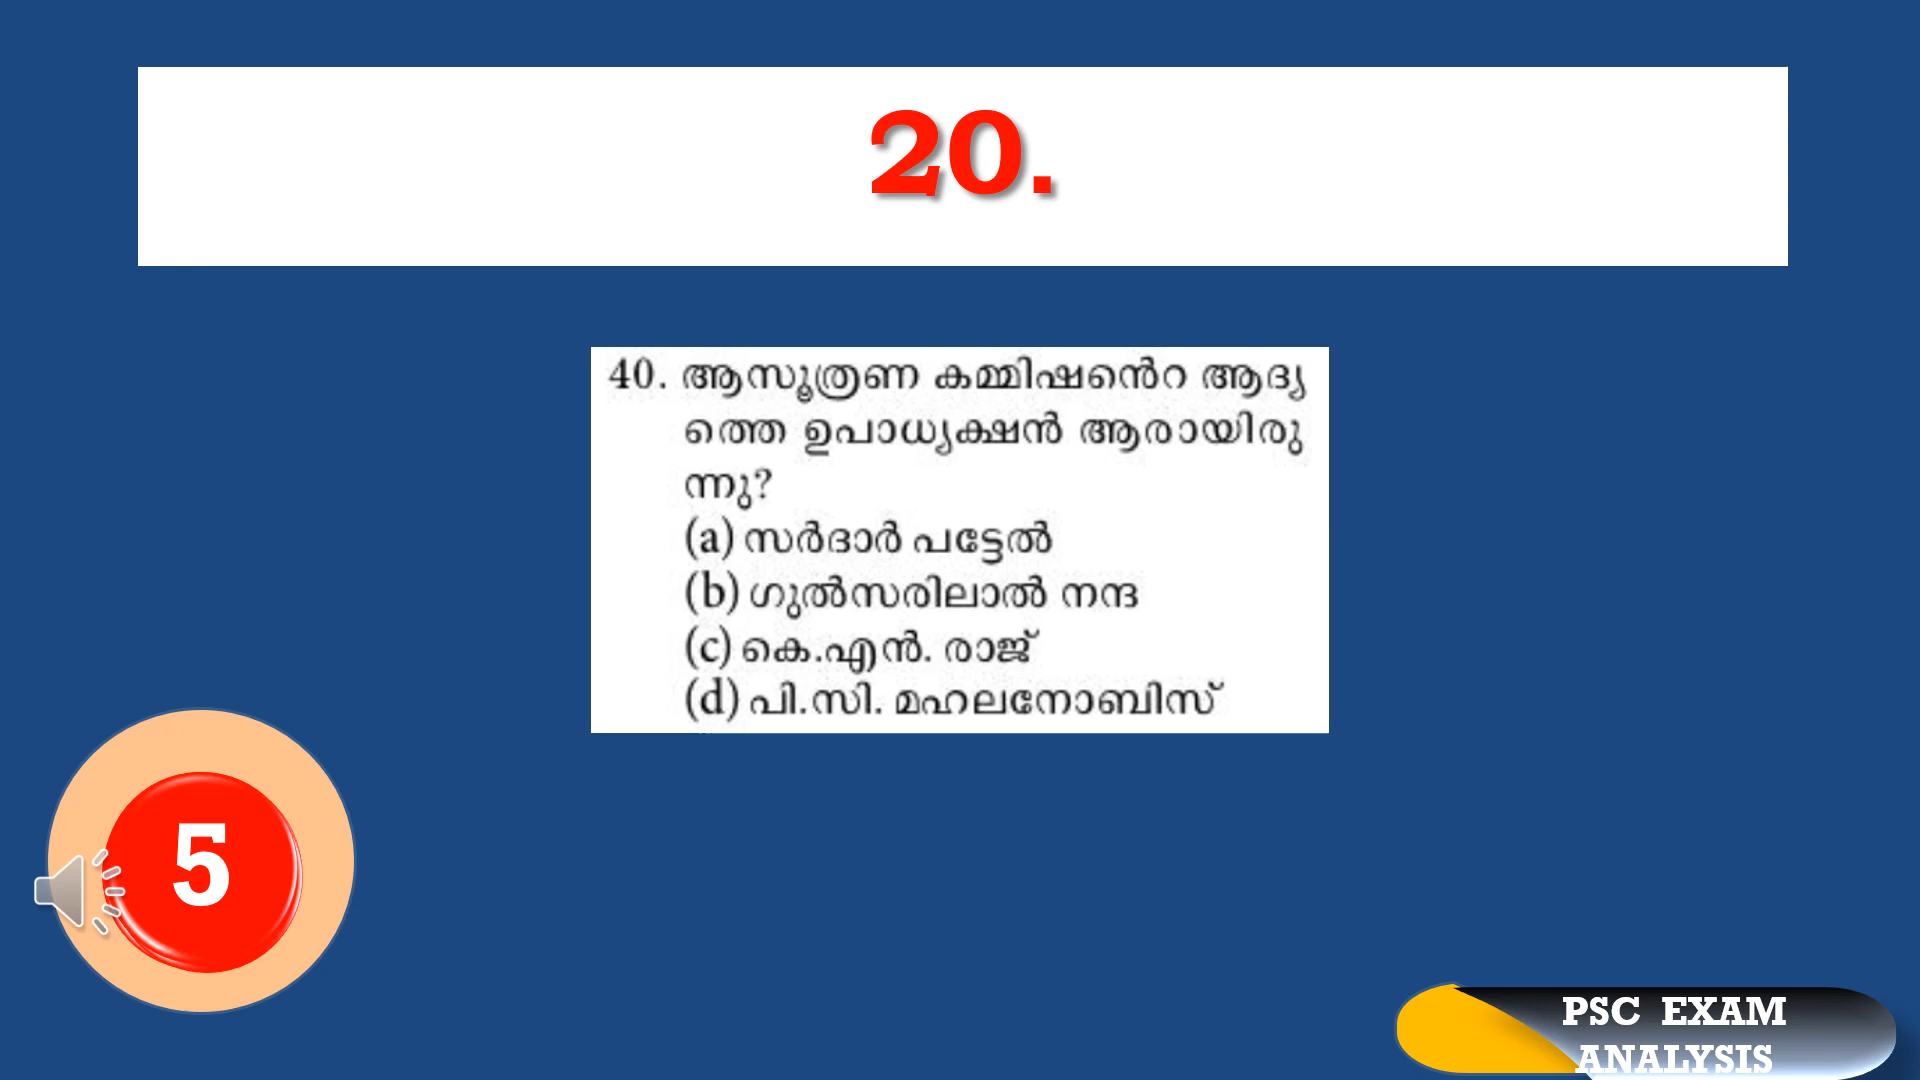 20.
40. ആസൂത്രണ കമ്മിഷൻെറ ആദ്യ
ത്തെ ഉപാധ്യക്ഷൻ ആരായിരു
ന്നു?
(a) സർദാർ പട്ടേൽ
(b) ഗുൽസരിലാൽ നന്ദ
(c) കെ.എൻ. രാജ്
(d) പി.സി. മഹലനോബിസ്
5
PSC EXAM
ANALYSIS